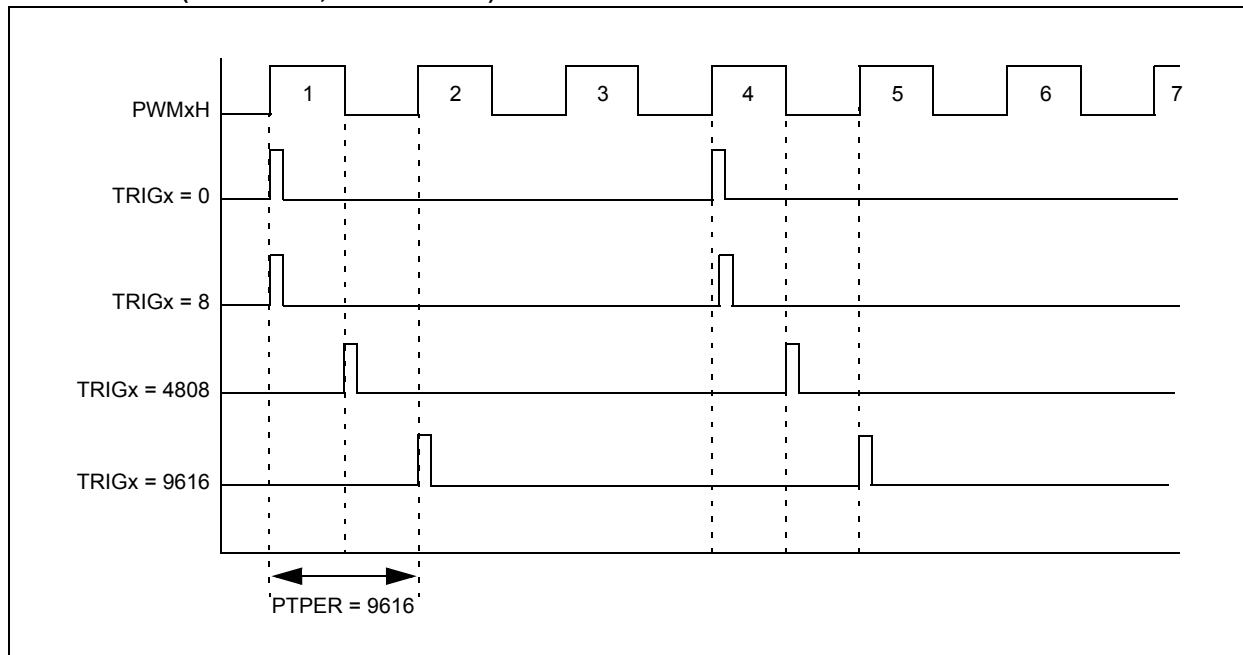 PWMxH
1
2
3
4
5
6
7
TRIGx = 0
TRIGx = 8
TRIGx = 4808
TRIGx = 9616
PTPER = 9616